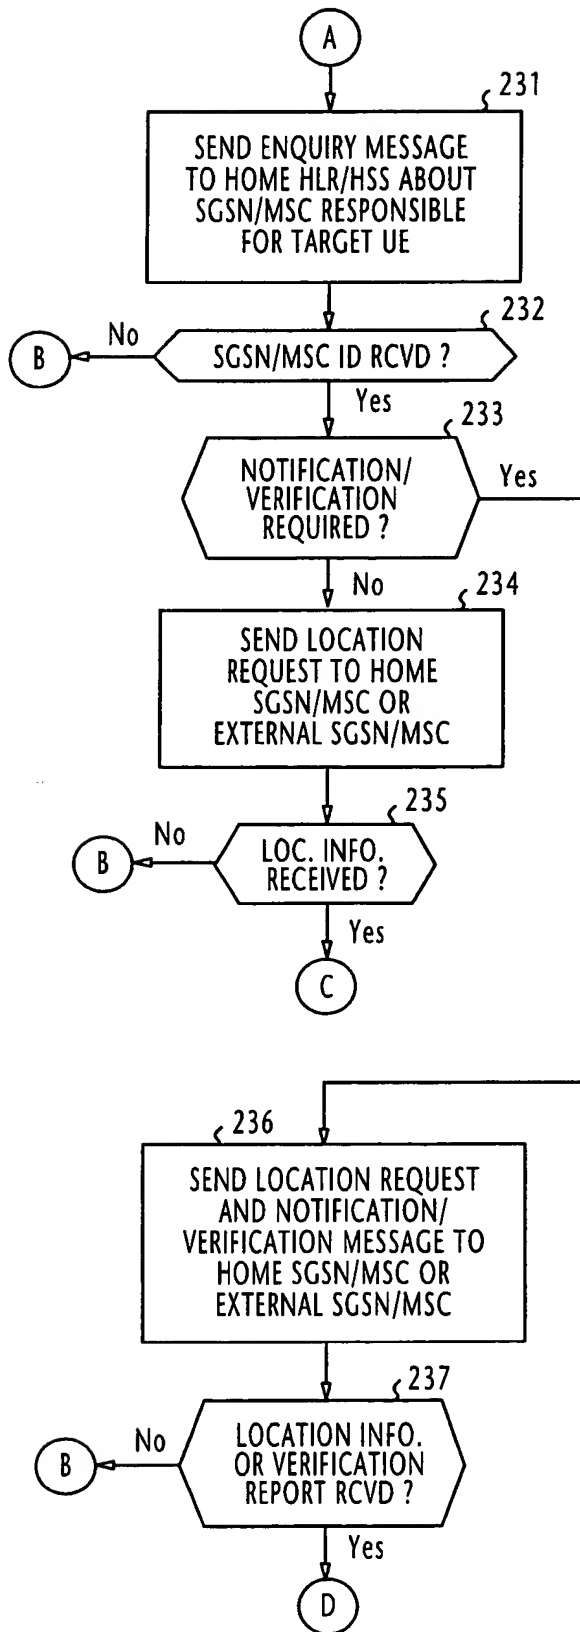 A
231
SEND ENQUIRY MESSAGE
TO HOME HLR/HSS ABOUT
SGSN/MSC RESPONSIBLE
FOR TARGET UE
232
No
B
SGSN/MSC ID RCVD ?
Yes
233
NOTIFICATION/
VERIFICATION
REQUIRED ?
Yes
No
234
SEND LOCATION
REQUEST TO HOME
SGSN/MSC OR
EXTERNAL SGSN/MSC
235
No
B
LOC. INFO.
RECEIVED ?
Yes
C
236
SEND LOCATION REQUEST
AND NOTIFICATION/
VERIFICATION MESSAGE TO
HOME SGSN/MSC OR
EXTERNAL SGSN/MSC
237
No
B
LOCATION INFO.
OR VERIFICATION
REPORT RCVD ?
Yes
D